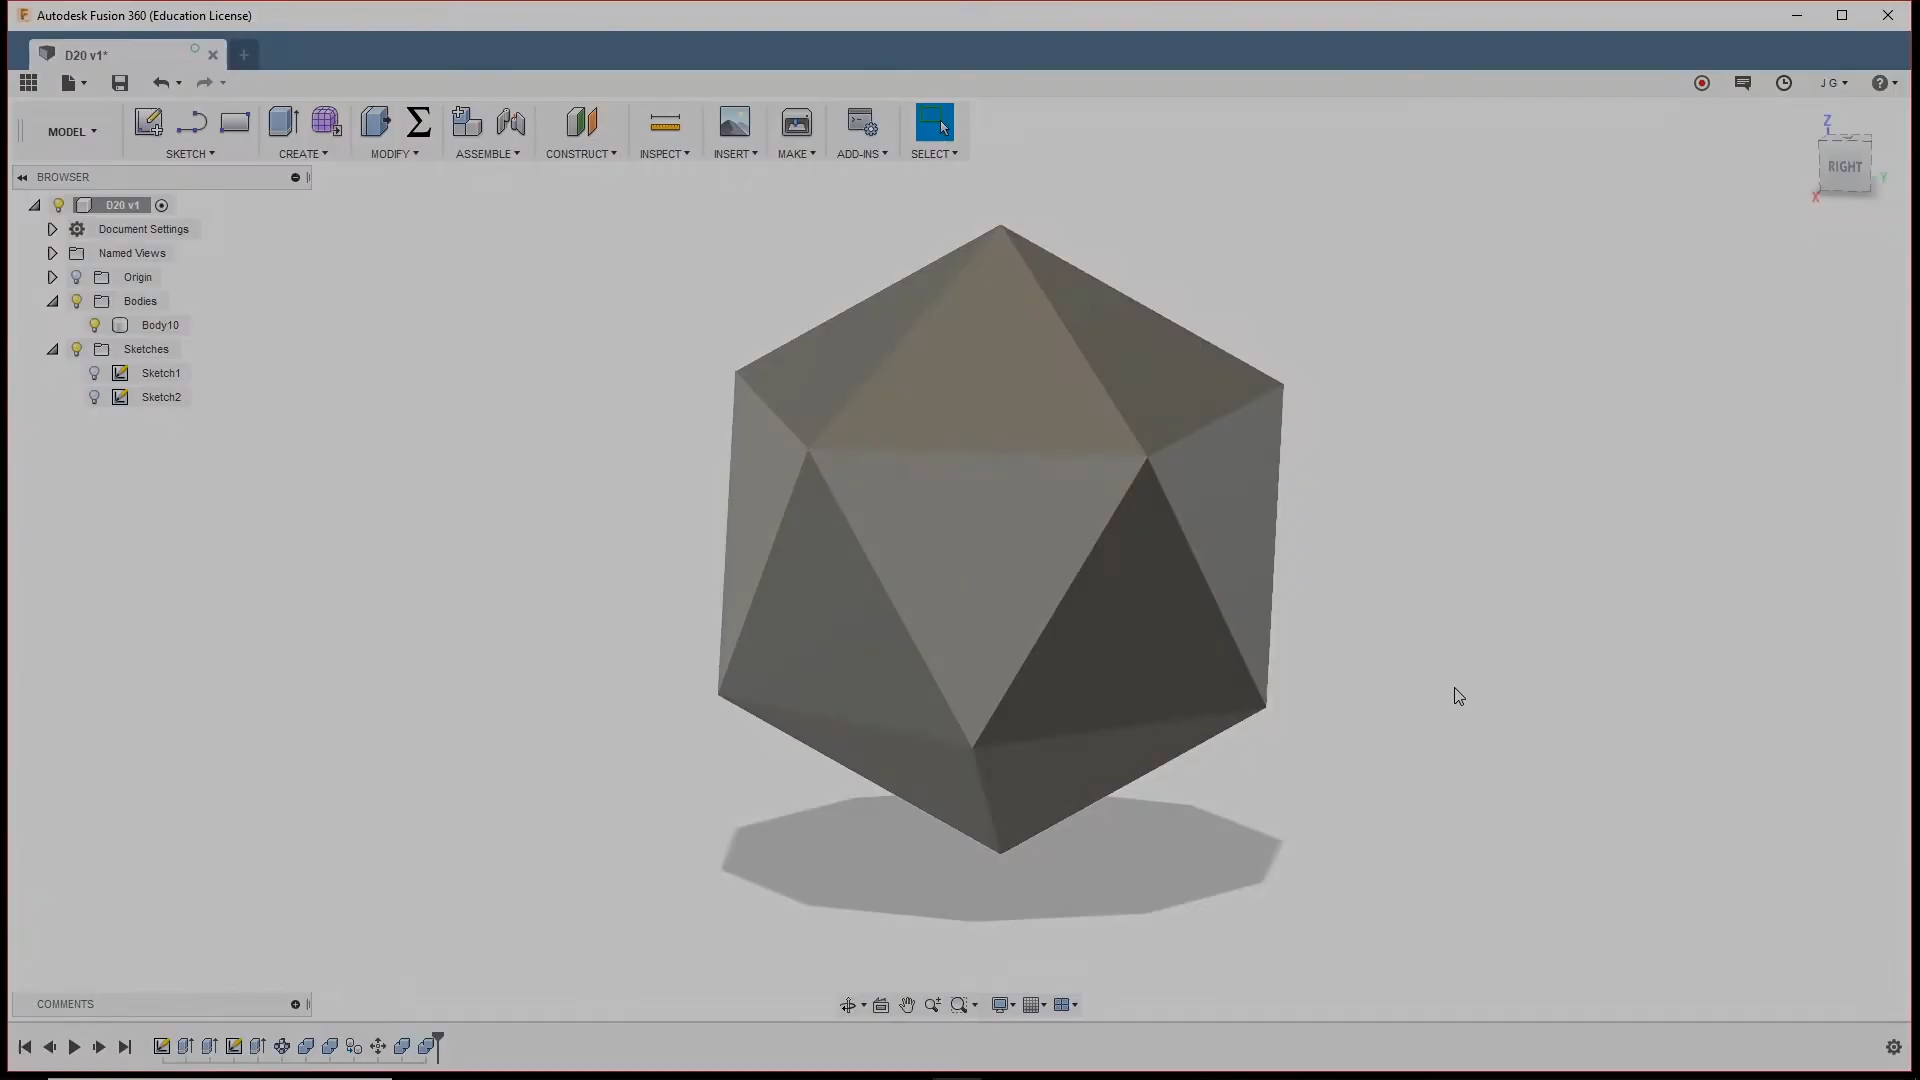 Autodesk Fusion 360 (Education License)
D20 v1*
J G
MODEL
SKETCH
CREATE
MODIFY
ASSEMBLE
CONSTRUCT
INSPECT
INSERT
MAKE
ADD-INS
SELECT
Z
RIGHT
Y
X
BROWSER
D20 v1
Document Settings
Named Views
Origin
Bodies
Body10
Sketches
Sketch1
Sketch2
COMMENTS